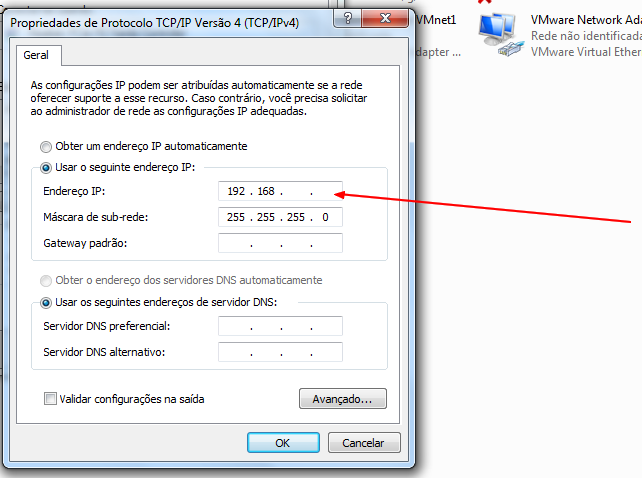 Propriedades de Protocolo TCP/IP Versão 4 (TCP/IPv4)
?
VMnet1
VMware Network Ada
Rede não identificada
dapter ...
VMware Virtual Ether
Geral
As configurações IP podem ser atribuídas automaticamente se a rede
oferecer suporte a esse recurso. Caso contrário, você precisa solicitar
ao administrador de rede as configurações IP adequadas.
Obter um endereço IP automaticamente
Usar o seguinte endereço IP:
Endereço IP: 192 . 168 . .
Máscara de sub-rede: 255 . 255 . 255 . 0
Gateway padrão: . . .
Obter o endereço dos servidores DNS automaticamente
Usar os seguintes endereços de servidor DNS:
Servidor DNS preferencial: . . .
Servidor DNS alternativo: . . .
Validar configurações na saída
Avançado...
OK
Cancelar